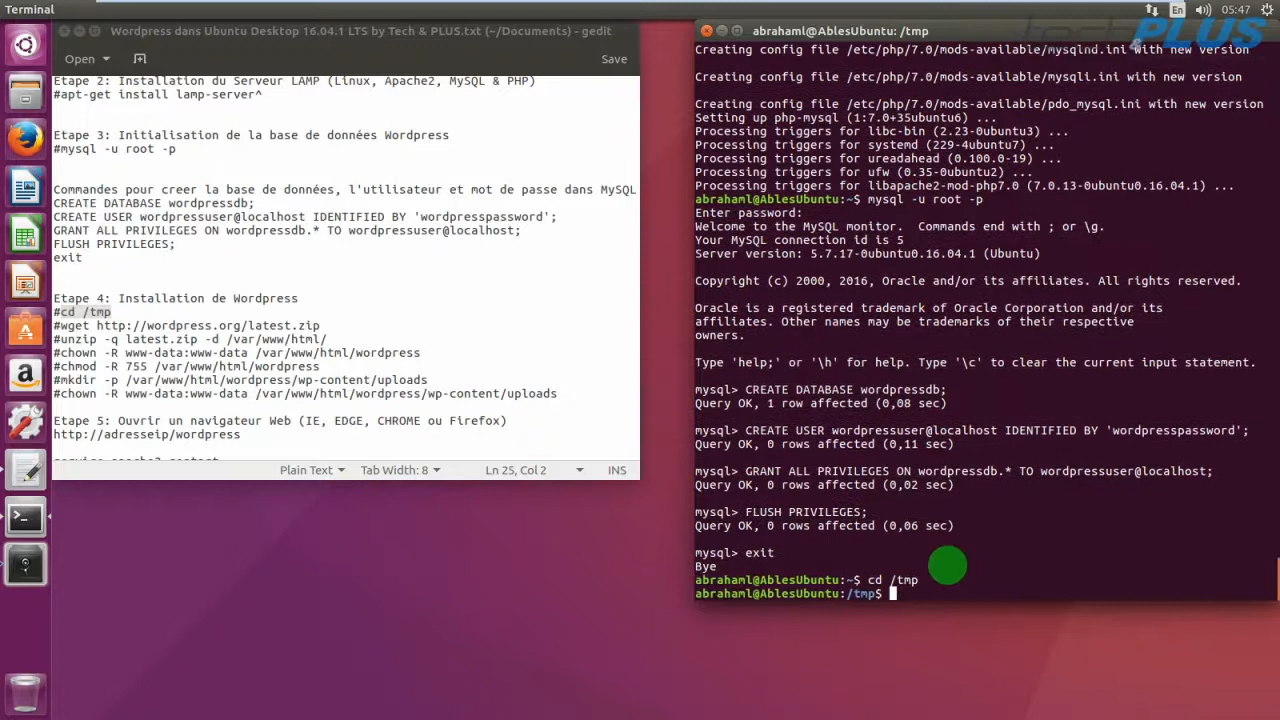 Terminal
En
05:47
Wordpress dans Ubuntu Desktop 16.04.1 LTS by Tech & PLUS.txt (~/Documents) - gedit
Open
Save
Etape 2: Installation du Serveur LAMP (Linux, Apache2, MySQL & PHP)
#apt-get install lamp-server^
Etape 3: Initialisation de la base de données Wordpress
#mysql -u root -p
Commandes pour creer la base de données, l'utilisateur et mot de passe dans MySQL
CREATE DATABASE wordpressdb;
CREATE USER wordpressuser@localhost IDENTIFIED BY 'wordpresspassword';
GRANT ALL PRIVILEGES ON wordpressdb.* TO wordpressuser@localhost;
FLUSH PRIVILEGES;
exit
Etape 4: Installation de Wordpress
#cd /tmp
#wget http://wordpress.org/latest.zip
#unzip -q latest.zip -d /var/www/html/
#chown -R www-data:www-data /var/www/html/wordpress
#chmod -R 755 /var/www/html/wordpress
#mkdir -p /var/www/html/wordpress/wp-content/uploads
#chown -R www-data:www-data /var/www/html/wordpress/wp-content/uploads
Etape 5: Ouvrir un navigateur Web (IE, EDGE, CHROME ou Firefox)
http://adresseip/wordpress
Plain Text
Tab Width: 8
Ln 25, Col 2
INS
abrahaml@AblesUbuntu: /tmp
tech & PLUS
Creating config file /etc/php/7.0/mods-available/mysqlnd.ini with new version
Creating config file /etc/php/7.0/mods-available/mysqli.ini with new version
Creating config file /etc/php/7.0/mods-available/pdo_mysql.ini with new version
Setting up php-mysql (1:7.0+35ubuntu6) ...
Processing triggers for libc-bin (2.23-0ubuntu3) ...
Processing triggers for systemd (229-4ubuntu7) ...
Processing triggers for ureadahead (0.100.0-19) ...
Processing triggers for ufw (0.35-0ubuntu2) ...
Processing triggers for libapache2-mod-php7.0 (7.0.13-0ubuntu0.16.04.1) ...
abrahaml@AblesUbuntu:~$ mysql -u root -p
Enter password:
Welcome to the MySQL monitor.  Commands end with ; or \g.
Your MySQL connection id is 5
Server version: 5.7.17-0ubuntu0.16.04.1 (Ubuntu)
Copyright (c) 2000, 2016, Oracle and/or its affiliates. All rights reserved.
Oracle is a registered trademark of Oracle Corporation and/or its
affiliates. Other names may be trademarks of their respective
owners.
Type 'help;' or '\h' for help. Type '\c' to clear the current input statement.
mysql> CREATE DATABASE wordpressdb;
Query OK, 1 row affected (0,08 sec)
mysql> CREATE USER wordpressuser@localhost IDENTIFIED BY 'wordpresspassword';
Query OK, 0 rows affected (0,11 sec)
mysql> GRANT ALL PRIVILEGES ON wordpressdb.* TO wordpressuser@localhost;
Query OK, 0 rows affected (0,02 sec)
mysql> FLUSH PRIVILEGES;
Query OK, 0 rows affected (0,06 sec)
mysql> exit
Bye
abrahaml@AblesUbuntu:~$ cd /tmp
abrahaml@AblesUbuntu:/tmp$